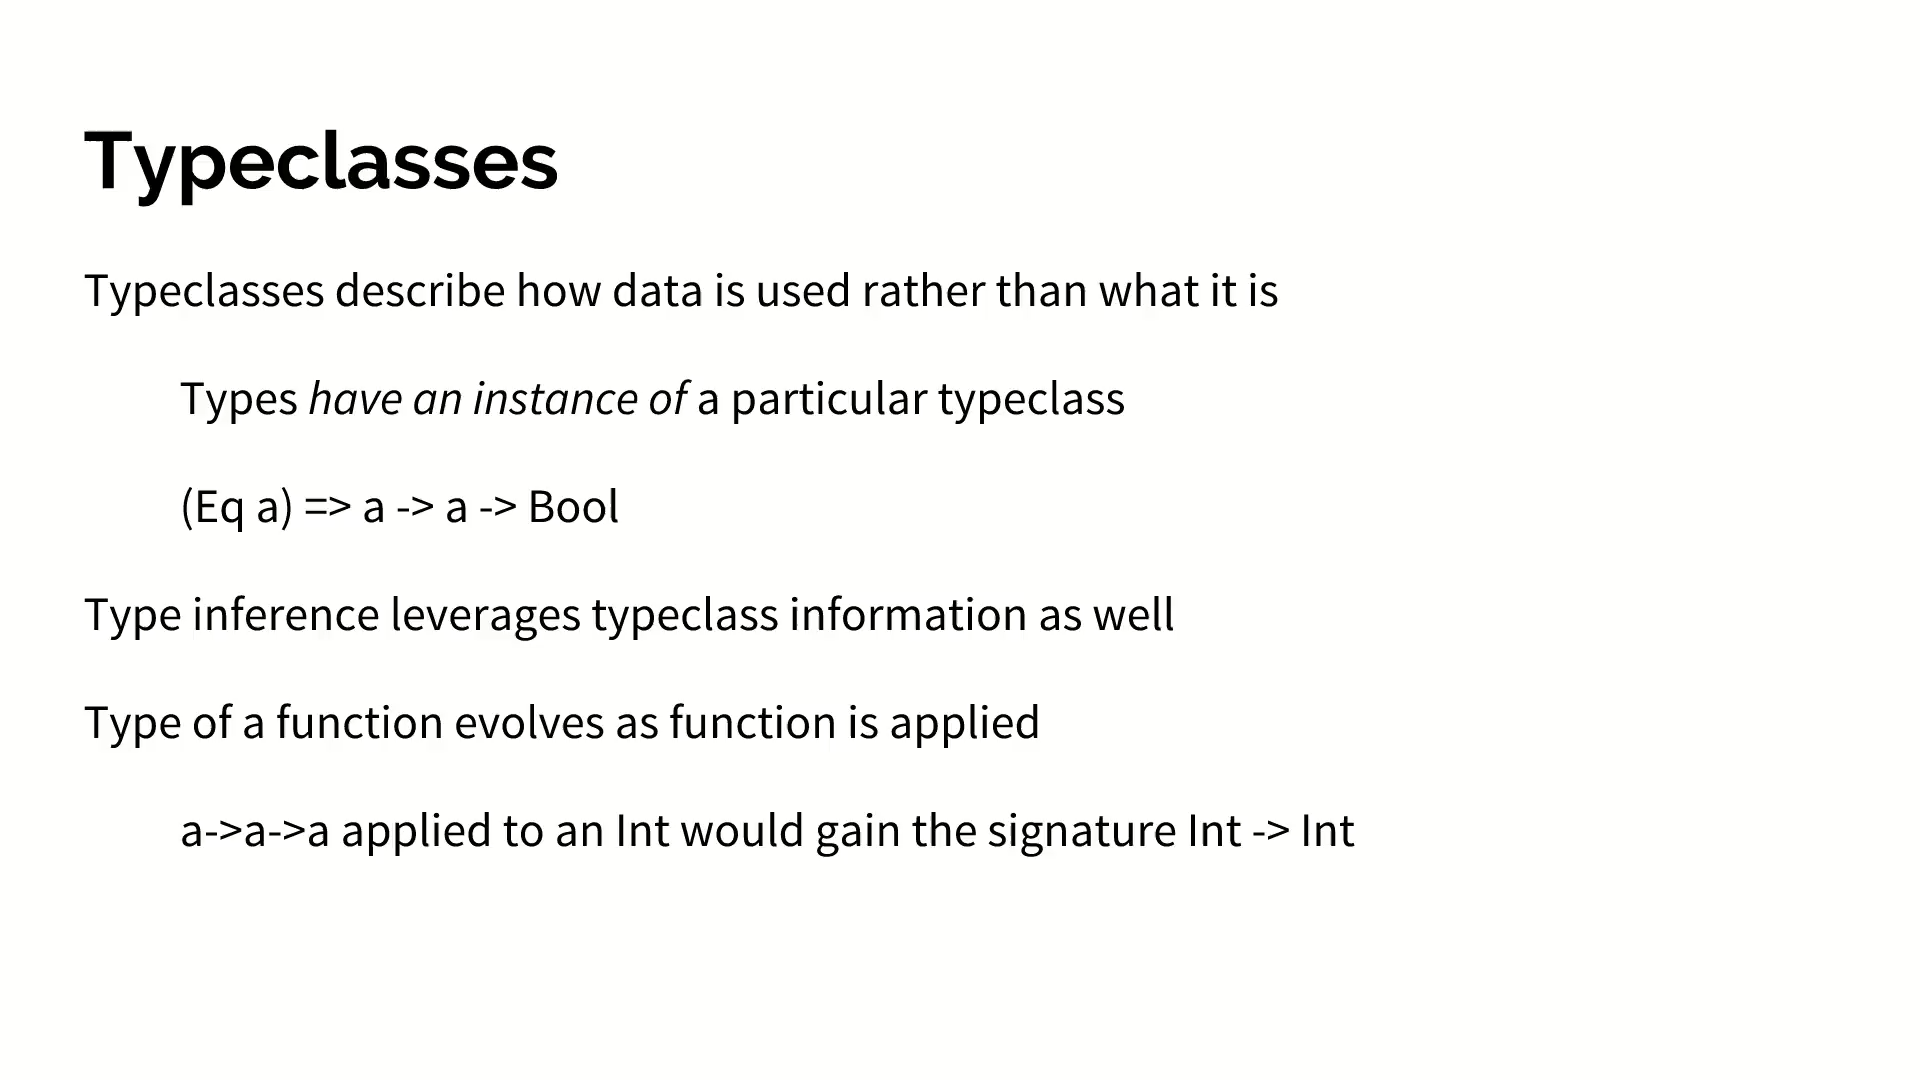 Typeclasses
Typeclasses describe how data is used rather than what it is
Types have an instance of a particular typeclass
(Eq a) => a -> a -> Bool
Type inference leverages typeclass information as well
Type of a function evolves as function is applied
a->a->a applied to an Int would gain the signature Int -> Int